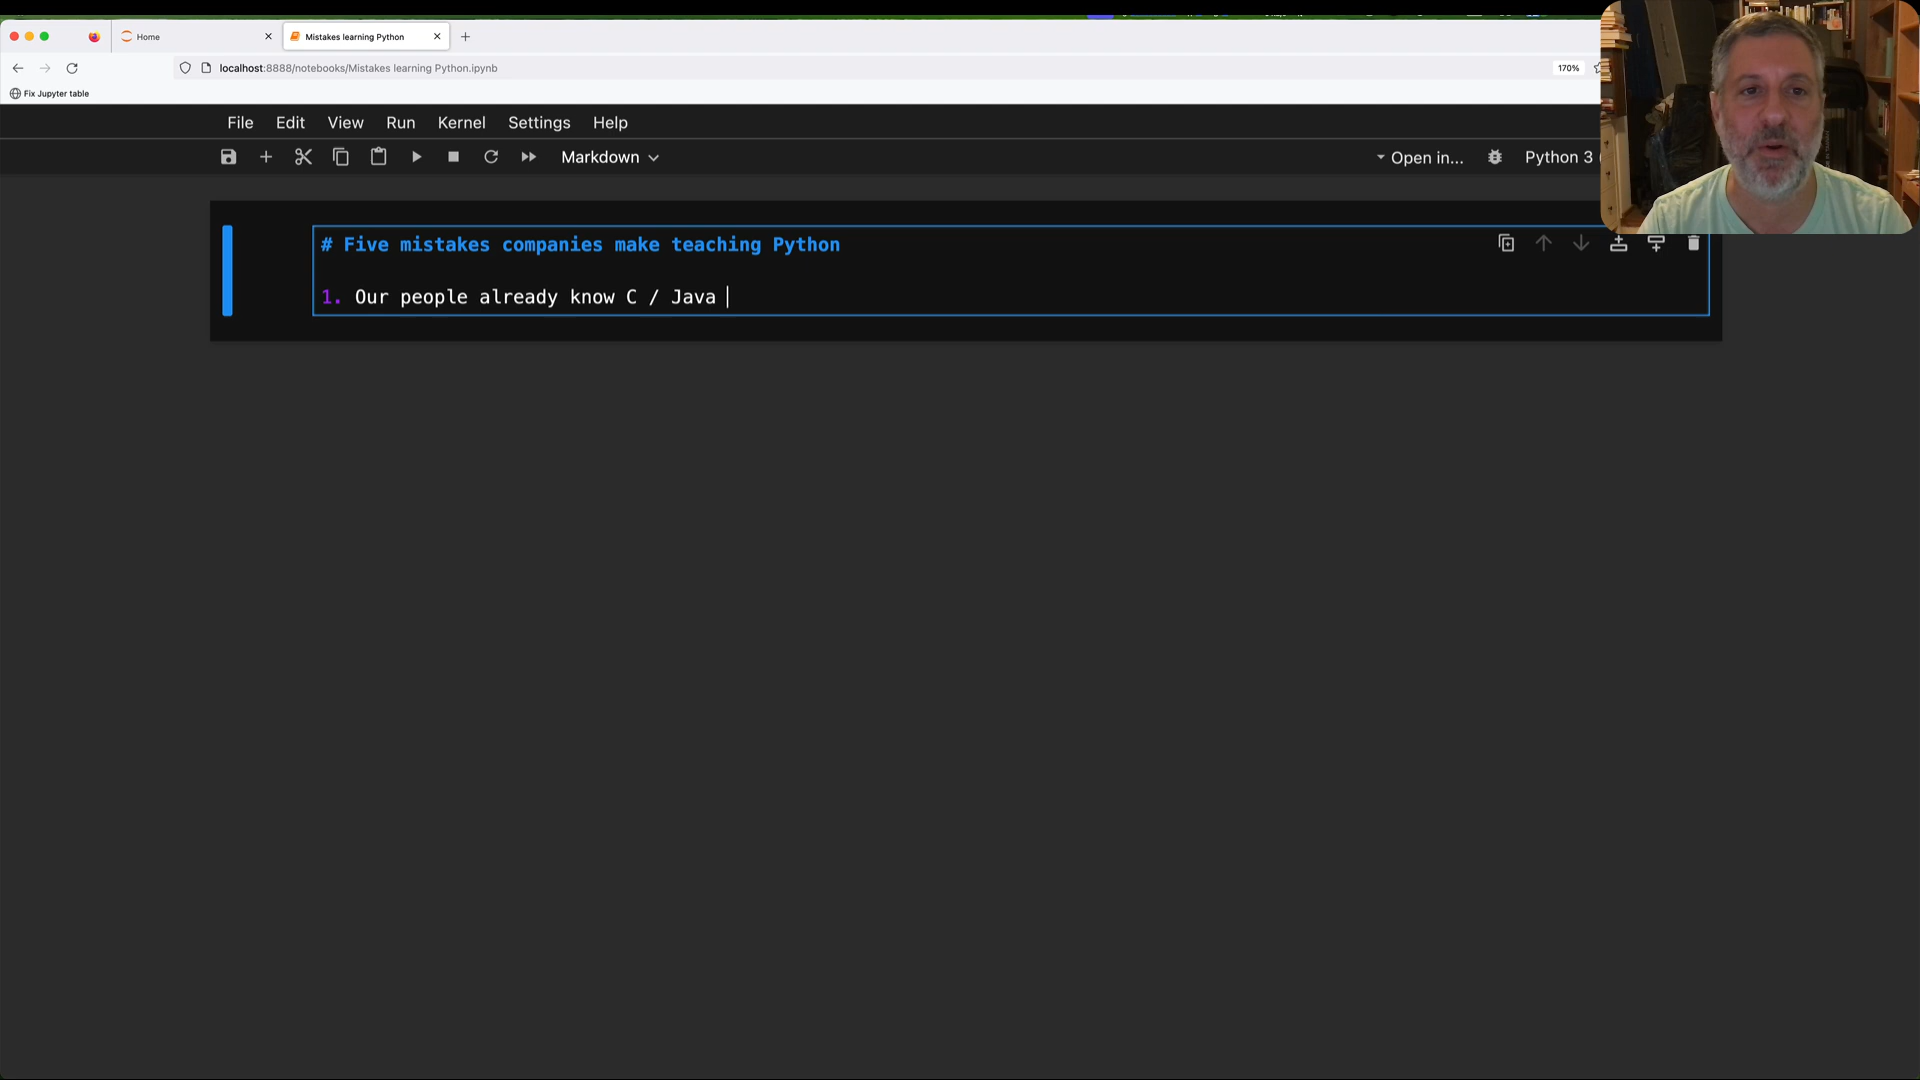 Home
Mistakes learning Python
localhost:8888/notebooks/Mistakes learning Python.ipynb
170%
Fix Jupyter table
File Edit View Run Kernel Settings Help
Markdown
Open in...
Python 3
# Five mistakes companies make teaching Python
1. Our people already know C / Java